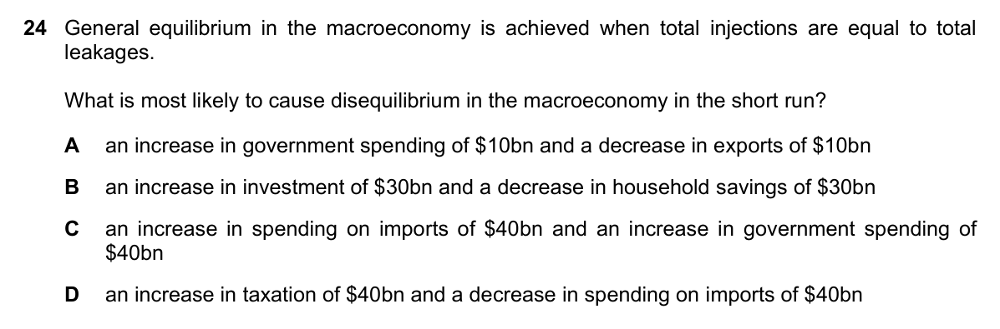 24 General equilibrium in the macroeconomy is achieved when total injections are equal to total
leakages.
What is most likely to cause disequilibrium in the macroeconomy in the short run?
A an increase in government spending of $10bn and a decrease in exports of $10bn
B an increase in investment of $30bn and a decrease in household savings of $30bn
C an increase in spending on imports of $40bn and an increase in government spending of
$40bn
D an increase in taxation of $40bn and a decrease in spending on imports of $40bn